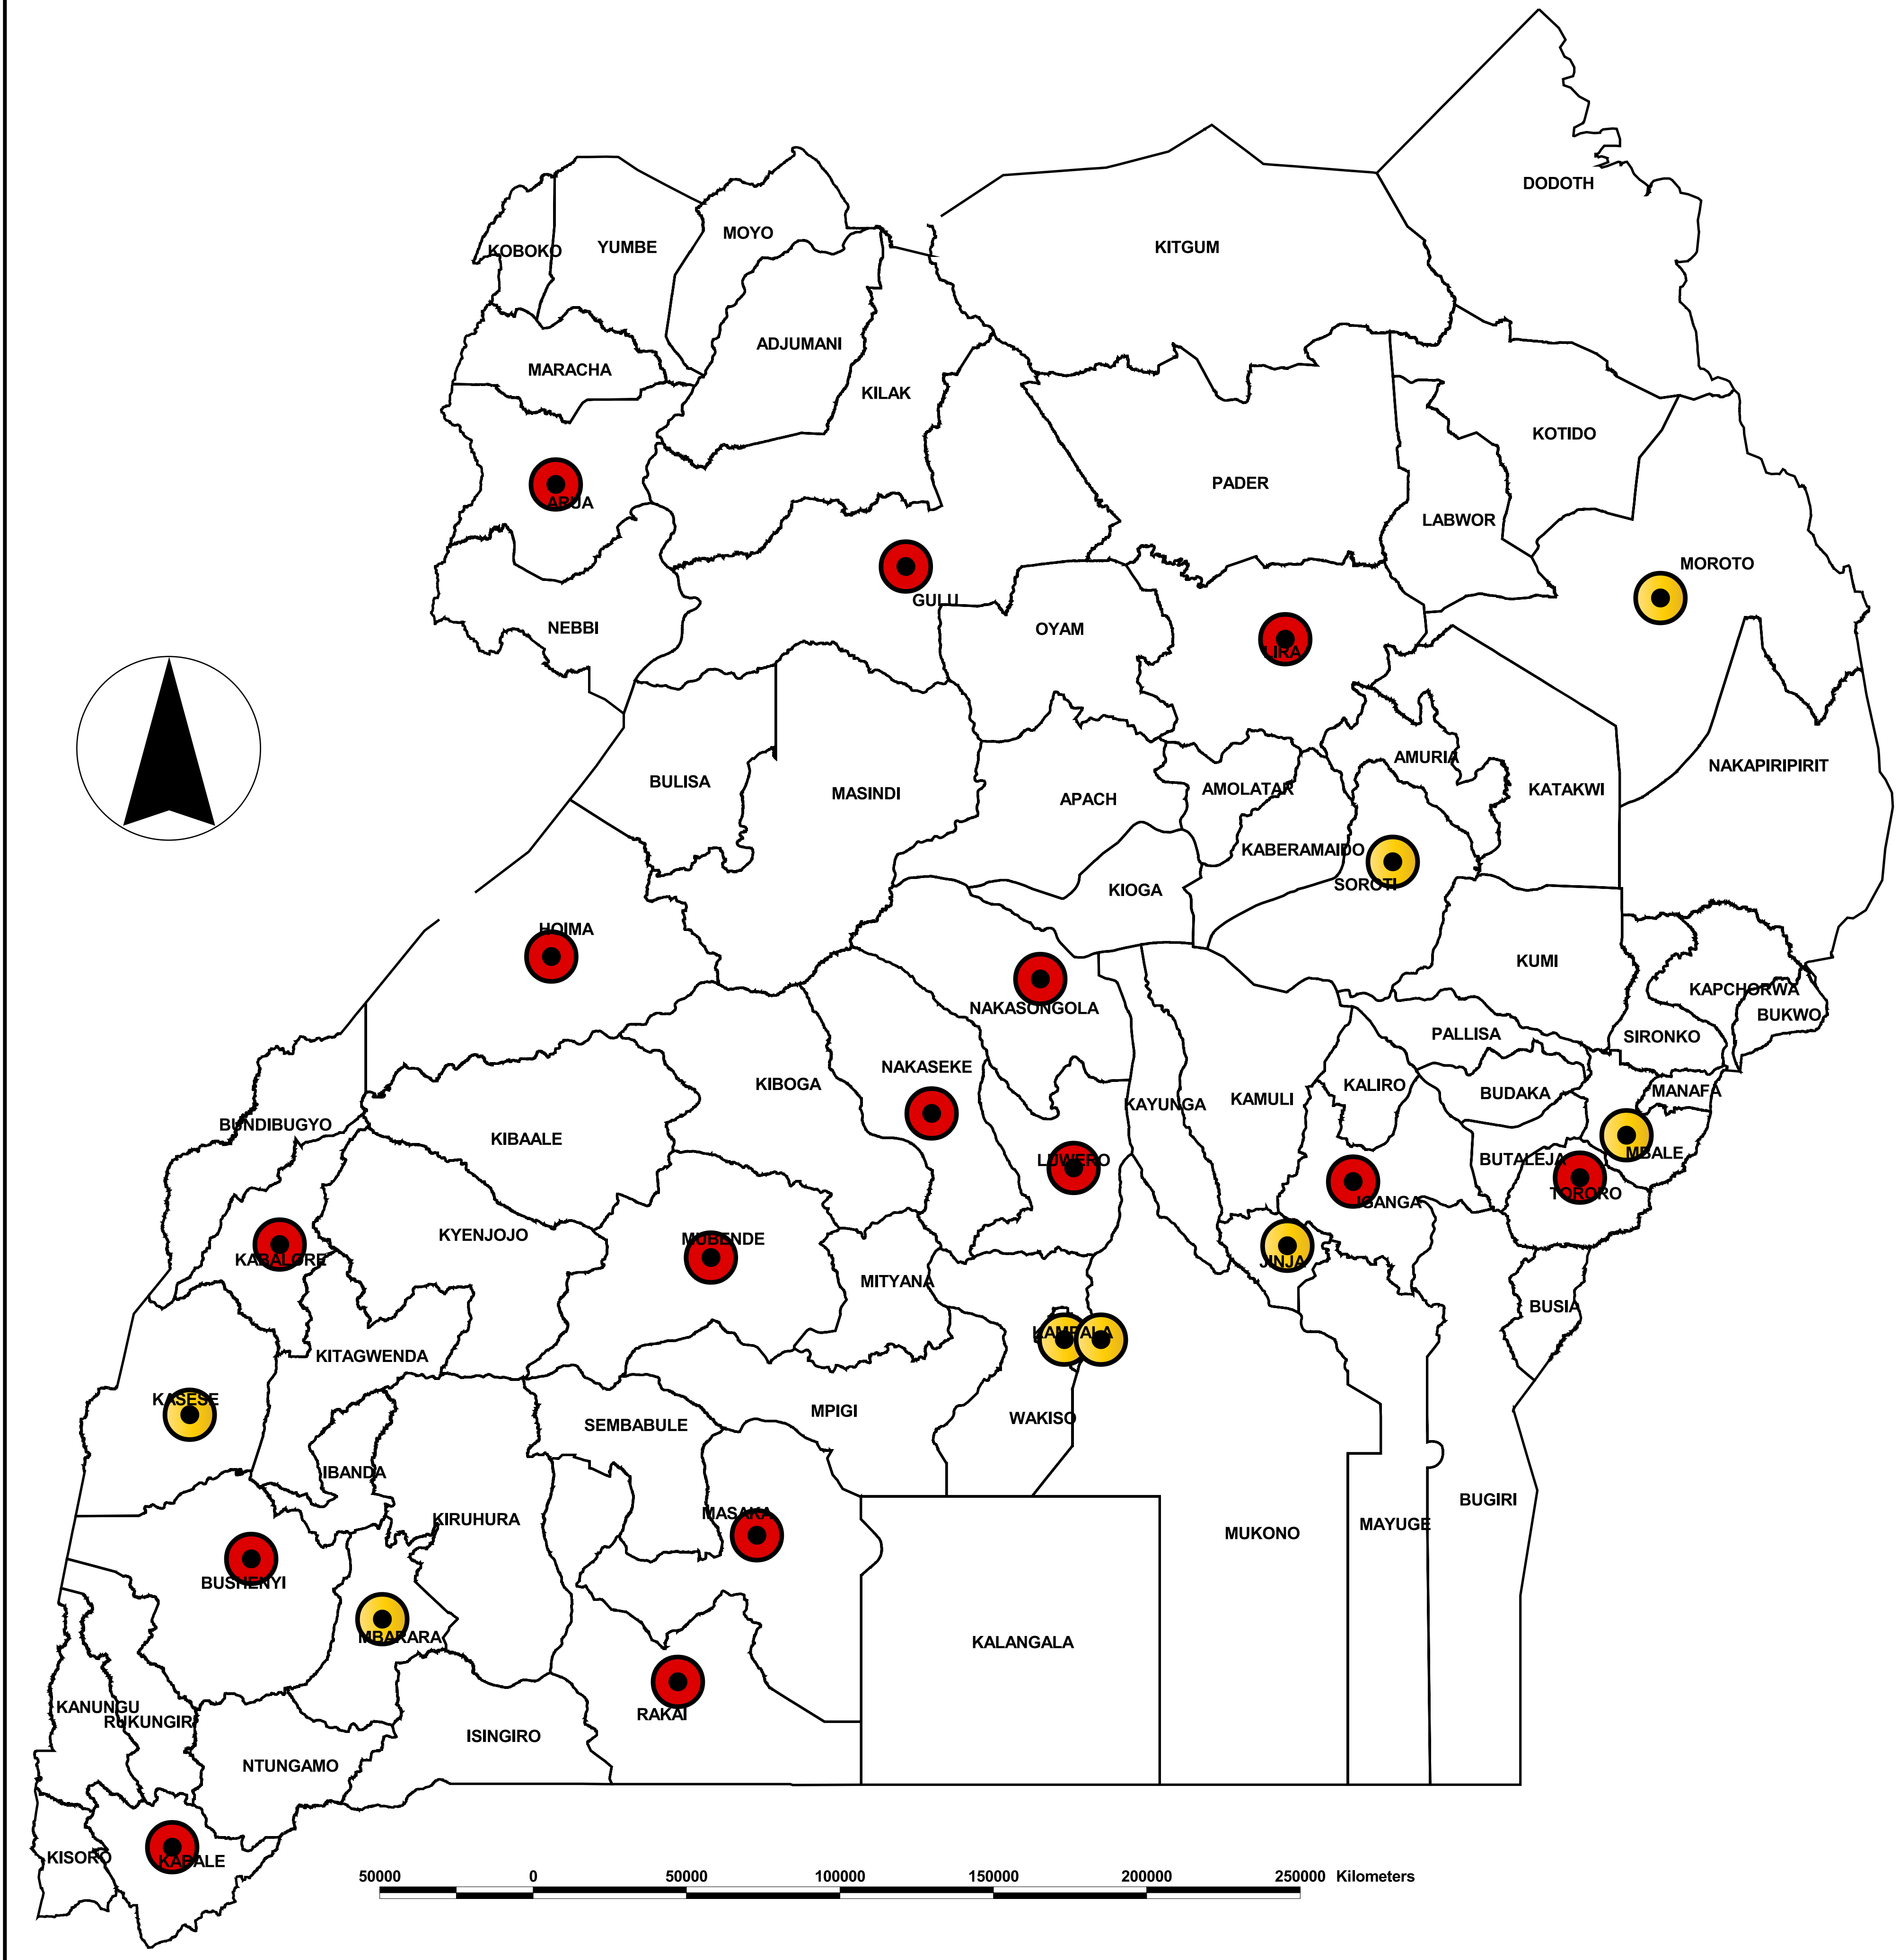 DODOTH
MOYO
KOBOKO
YUMBE
KITGUM
ADJUMANI
MARACHA
KILAK
KOTIDO
PADER
ARUA
LABWOR
MOROTO
GULU
NEBBI
OYAM
LIRA
AMURIA
NAKAPIRIPIRIT
BULISA
MASINDI
APACH
AMOLATAR
KATAKWI
KABERAMAIDO
SOROTI
KIOGA
HOIMA
KUMI
KAPCHORWA
NAKASONGOLA
BUKWO
PALLISA
SIRONKO
NAKASEKE
KIBOGA
KALIRO
BUDAKA
MANAFA
KAYUNGA
KAMULI
BUNDIBUGYO
KIBAALE
MBALE
LUWERO
BUTALEJA
TORORO
IGANGA
KYENJOJO
MUBENDE
KABALORE
JINJA
MITYANA
BUSIA
KAMPALA
KITAGWENDA
KASESE
MPIGI
WAKISO
SEMBABULE
IBANDA
BUGIRI
MASAKA
KIRUHURA
MAYUGE
MUKONO
BUSHENYI
MBARARA
KALANGALA
KANUNGU
RUKUNGIRI
RAKAI
ISINGIRO
NTUNGAMO
KISORO
KABALE
50000 0 50000 100000 150000 200000 250000 Kilometers